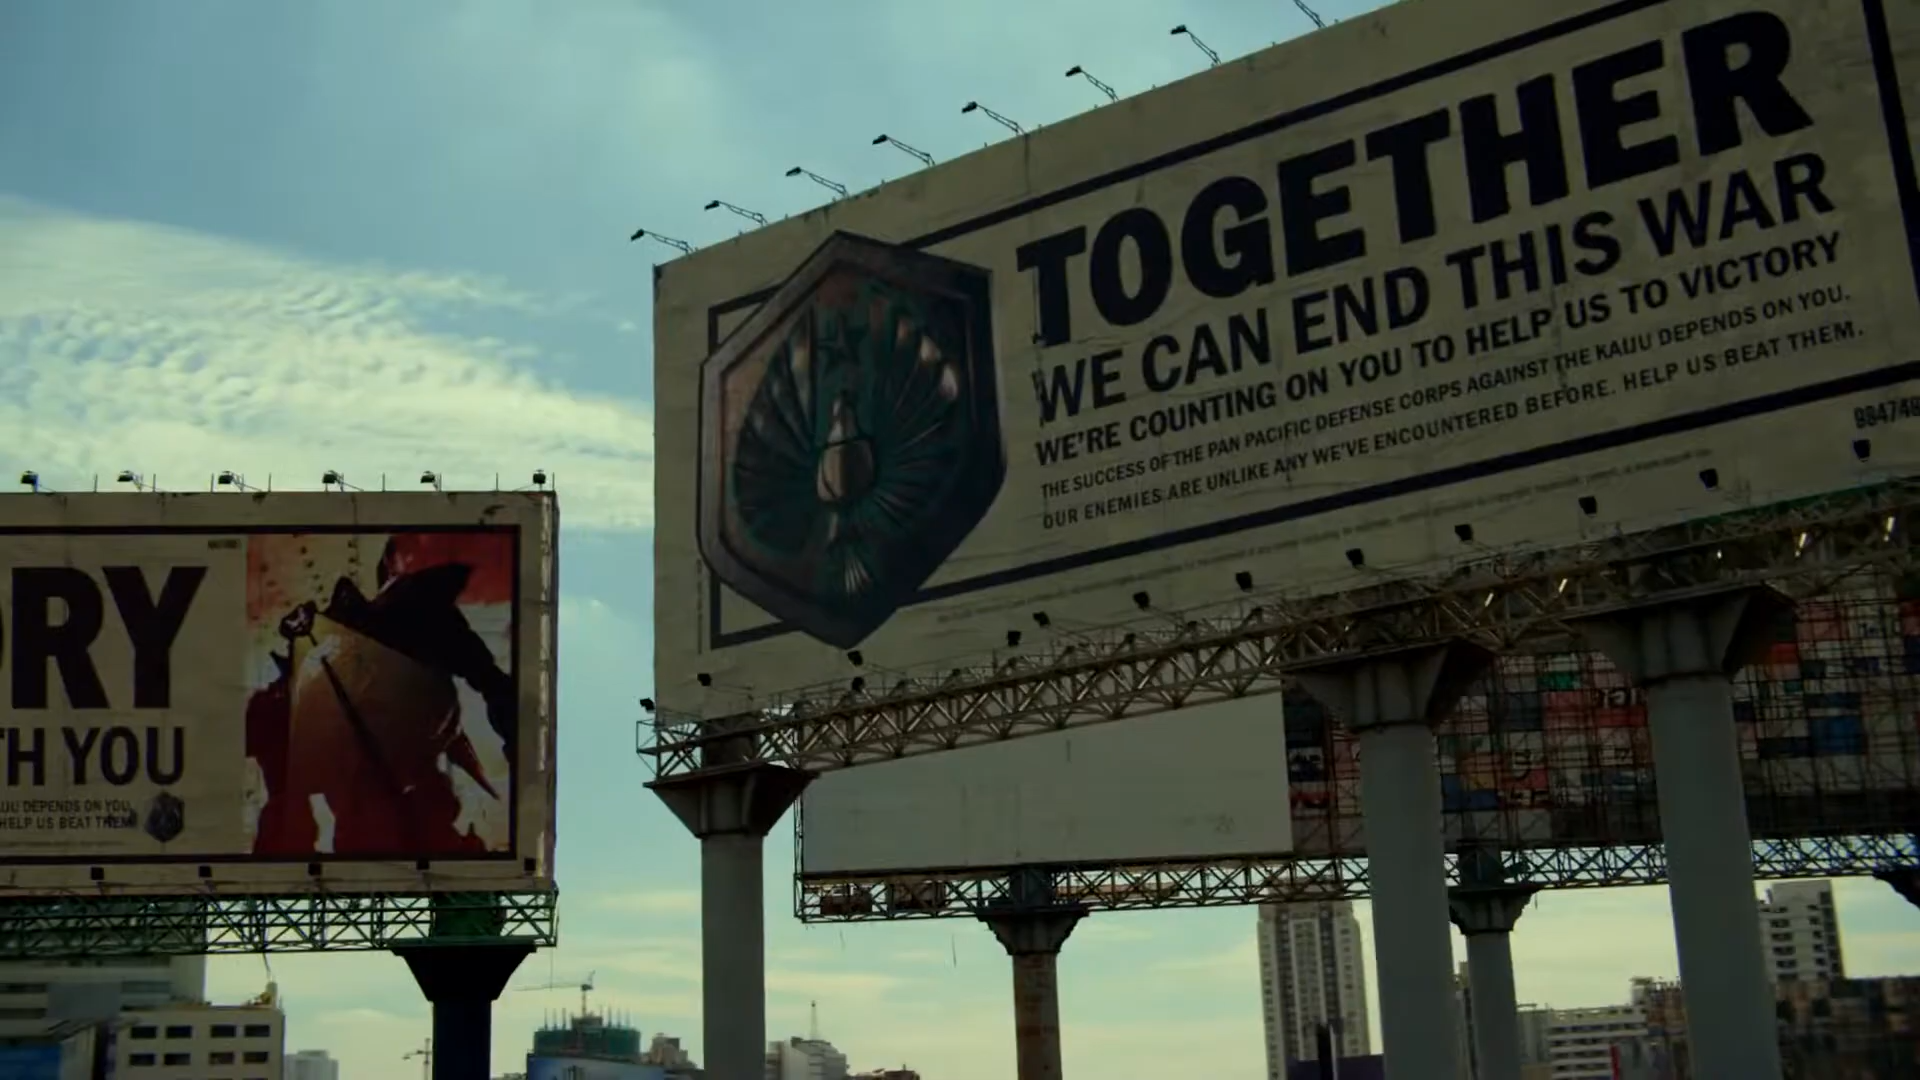 ORY
TH YOU
AIJU DEPENDS ON YOU.
HELP US BEAT THEM.
TOGETHER
WE CAN END THIS WAR
WE'RE COUNTING ON YOU TO HELP US TO VICTORY
THE SUCCESS OF THE PAN PACIFIC DEFENSE CORPS AGAINST THE KAIJU DEPENDS ON YOU.
OUR ENEMIES ARE UNLIKE ANY WE'VE ENCOUNTERED BEFORE. HELP US BEAT THEM.